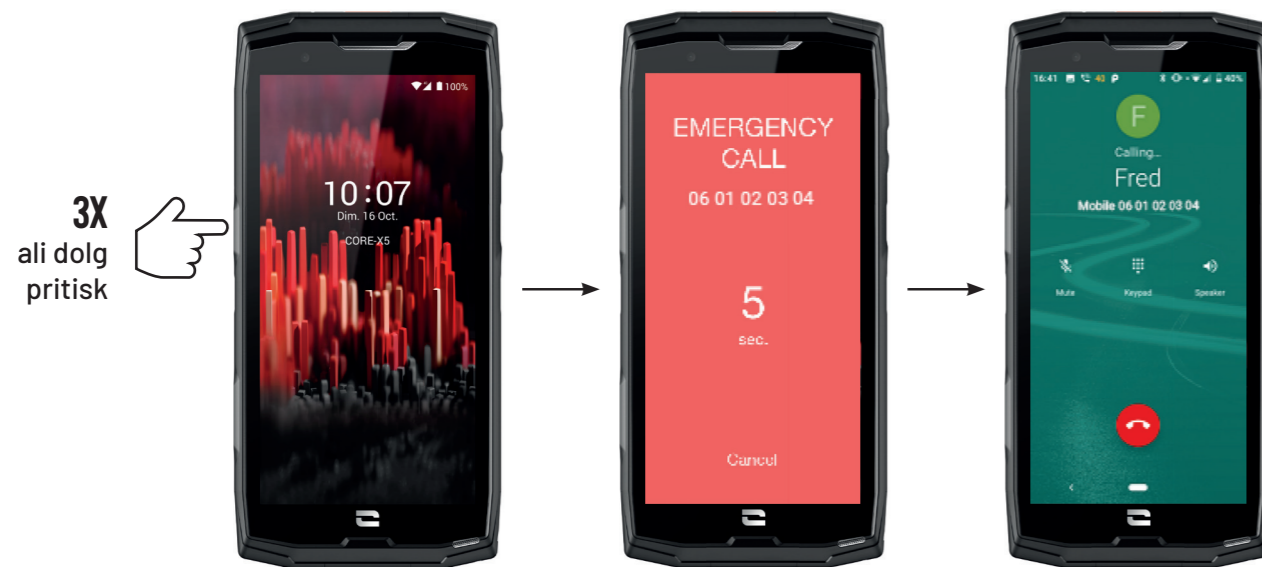 3X
ali dolg
pritisk
100%
10:07
Dim. 16 Oct.
CORE-X5
EMERGENCY
CALL
06 01 02 03 04
5
sec.
Cancel
16:41 40 P 40%
F
Calling...
Fred
Mobile 06 01 02 03 04
Mute Keypad Speaker